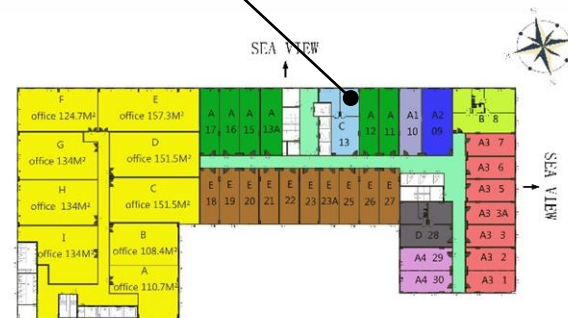 SEA VIEW
F
office 124.7M²
E
office 157.3M²
A
17
A
16
A
15
A
13A
C
13
A
12
A
11
A1
10
A2
09
B 8
G
office 134M²
D
office 151.5M²
A3 7
A3 6
A3 5
A3 3A
A3 3
A3 2
A3 1
SEA VIEW
H
office 134M²
C
office 151.5M²
E
18
E
19
E
20
E
21
E
22
E
23
E
23A
E
25
E
26
E
27
I
office 134M²
B
office 108.4M²
A
office 110.7M²
D 28
A4 29
A4 30